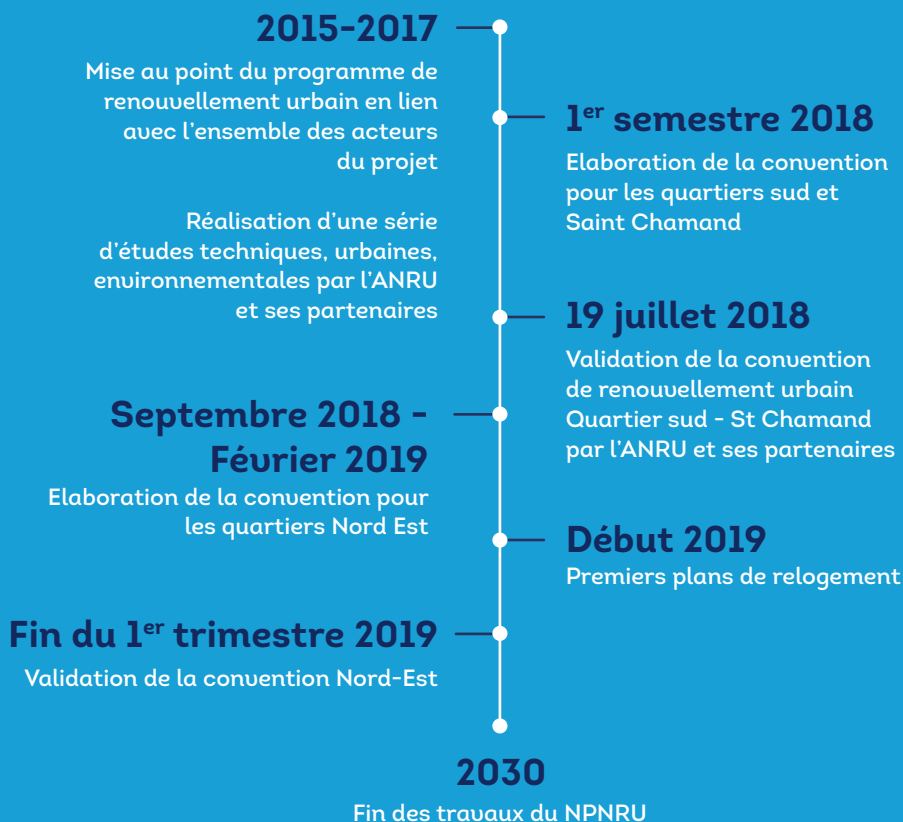 2015-2017
Mise au point du programme de
renouvellement urbain en lien
avec l'ensemble des acteurs
du projet
Réalisation d'une série
d'études techniques, urbaines,
environnementales par l'ANRU
et ses partenaires
1er semestre 2018
Elaboration de la convention
pour les quartiers sud et
Saint Chamand
19 juillet 2018
Validation de la convention
de renouvellement urbain
Quartier sud - St Chamand
par l'ANRU et ses partenaires
Septembre 2018 -
Février 2019
Elaboration de la convention pour
les quartiers Nord Est
Début 2019
Premiers plans de relogement
Fin du 1er trimestre 2019
Validation de la convention Nord-Est
2030
Fin des travaux du NPNRU